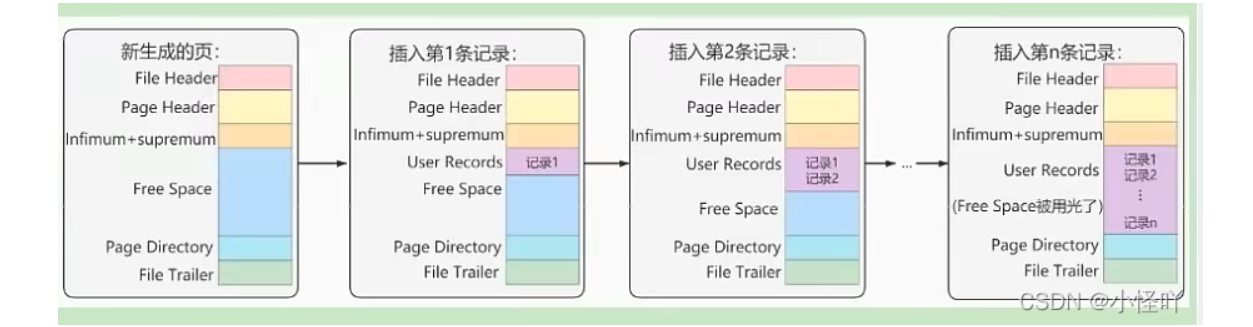 新生成的页：
File Header
Page Header
Infimum+supremum
Free Space
Page Directory
File Trailer
插入第1条记录：
File Header
Page Header
Infimum+supremum
User Records
记录1
Free Space
Page Directory
File Trailer
插入第2条记录：
File Header
Page Header
Infimum+supremum
User Records
记录1
记录2
Free Space
Page Directory
File Trailer
...
插入第n条记录：
File Header
Page Header
Infimum+supremum
User Records
(Free Space被用光了)
记录1
记录2
⋮
记录n
Page Directory
File Trailer
CSDN @小怪吖